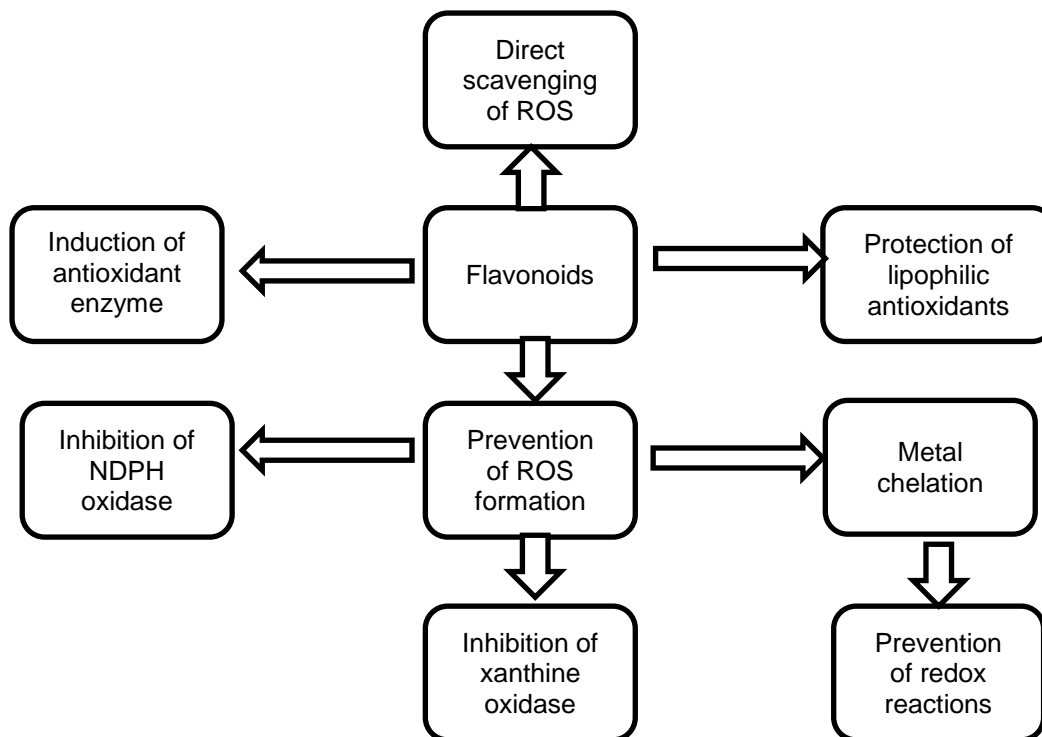 Direct
scavenging
of ROS
Induction of
antioxidant
enzyme
Flavonoids
Protection of
lipophilic
antioxidants
Inhibition of
NDPH
oxidase
Prevention
of ROS
formation
Metal
chelation
Inhibition of
xanthine
oxidase
Prevention
of redox
reactions